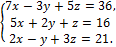 7x − 3y + 5z = 36,
5x + 2y + z = 16
2x − y + 3z = 21.